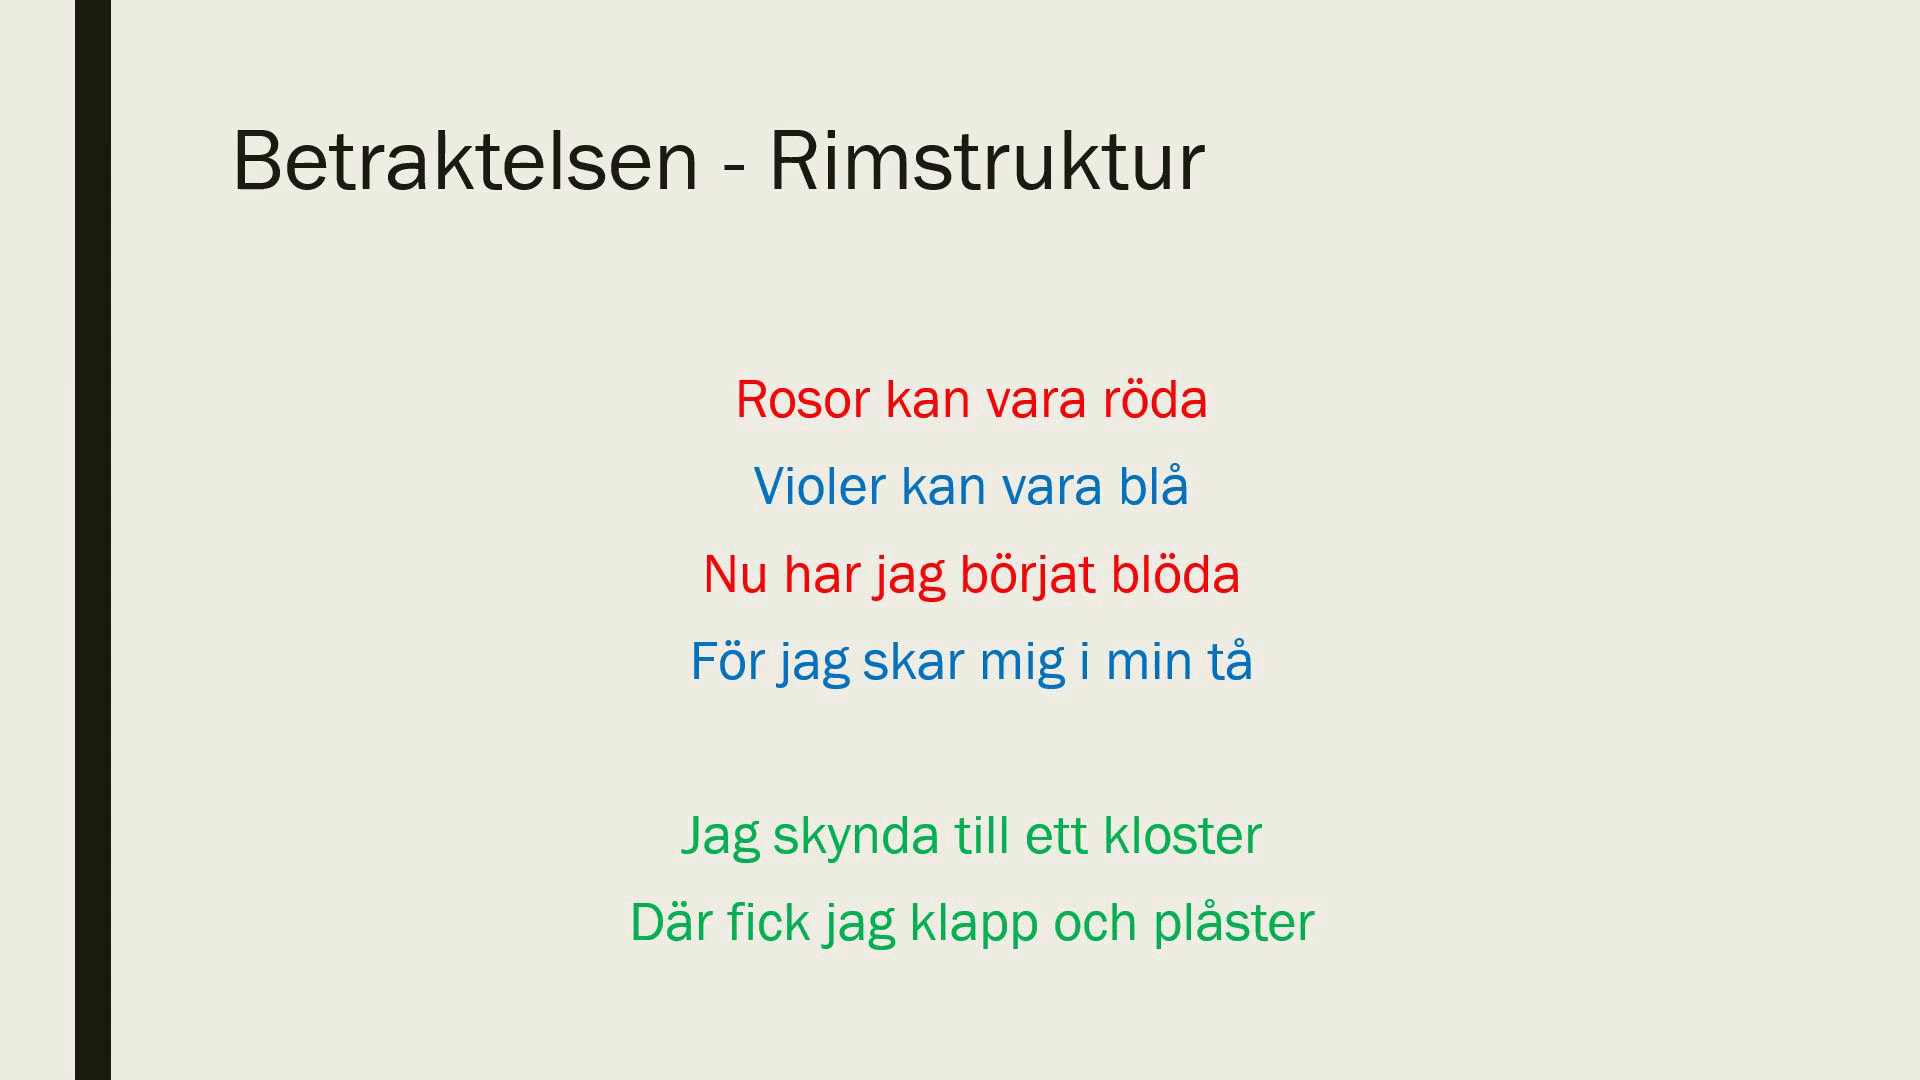 Betraktelsen - Rimstruktur
Rosor kan vara röda
Violer kan vara blå
Nu har jag börjat blöda
För jag skar mig i min tå
Jag skynda till ett kloster
Där fick jag klapp och plåster